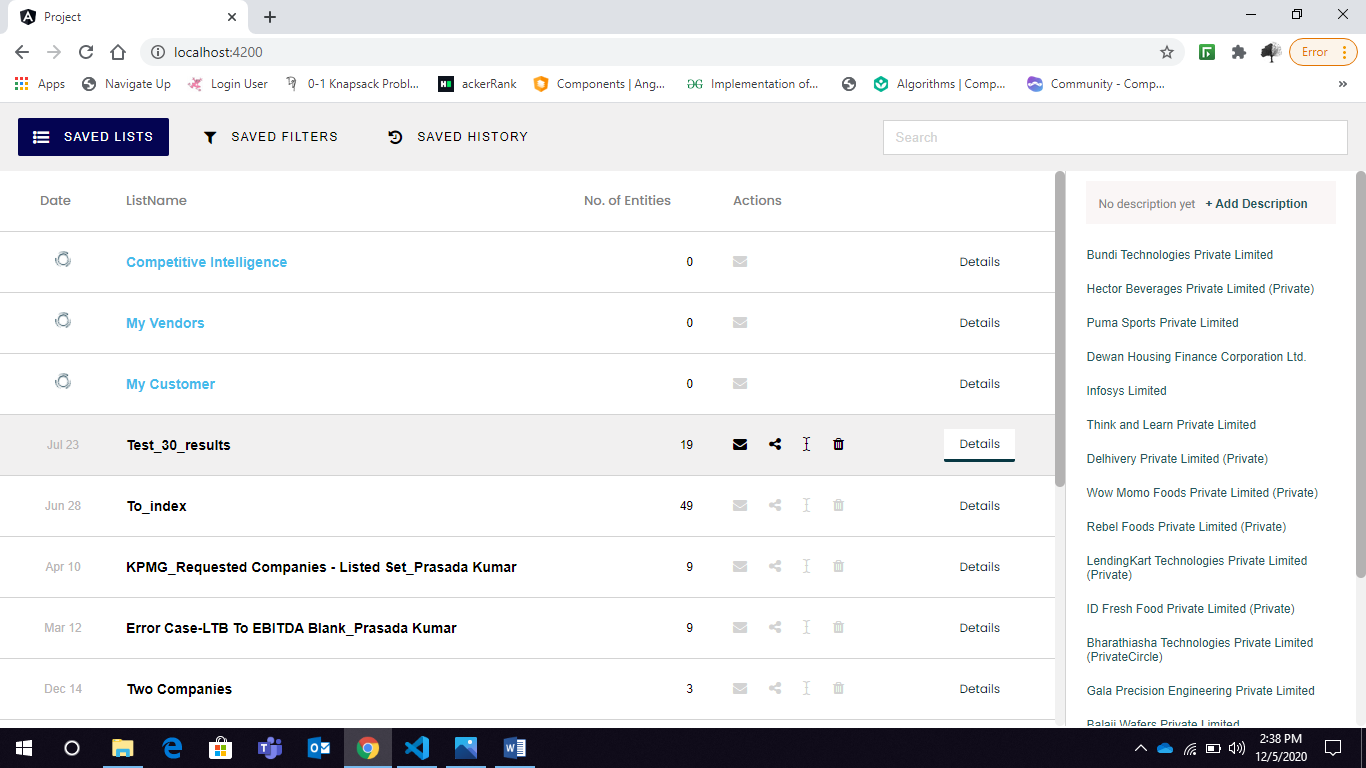 Project
localhost:4200
Error
Apps
Navigate Up
Login User
0-1 Knapsack Probl...
ackerRank
Components | Ang...
Implementation of...
Algorithms | Comp...
Community - Comp...
»
SAVED LISTS
SAVED FILTERS
SAVED HISTORY
Search
Date ListName No. of Entities Actions
Competitive Intelligence 0 Details
My Vendors 0 Details
My Customer 0 Details
Jul 23 Test_30_results 19 Details
Jun 28 To_index 49 Details
Apr 10 KPMG_Requested Companies - Listed Set_Prasada Kumar 9 Details
Mar 12 Error Case-LTB To EBITDA Blank_Prasada Kumar 9 Details
Dec 14 Two Companies 3 Details
No description yet + Add Description
Bundi Technologies Private Limited
Hector Beverages Private Limited (Private)
Puma Sports Private Limited
Dewan Housing Finance Corporation Ltd.
Infosys Limited
Think and Learn Private Limited
Delhivery Private Limited (Private)
Wow Momo Foods Private Limited (Private)
Rebel Foods Private Limited (Private)
LendingKart Technologies Private Limited
(Private)
ID Fresh Food Private Limited (Private)
Bharathiasha Technologies Private Limited
(PrivateCircle)
Gala Precision Engineering Private Limited
Balaji Wafers Private Limited
2:38 PM
12/5/2020